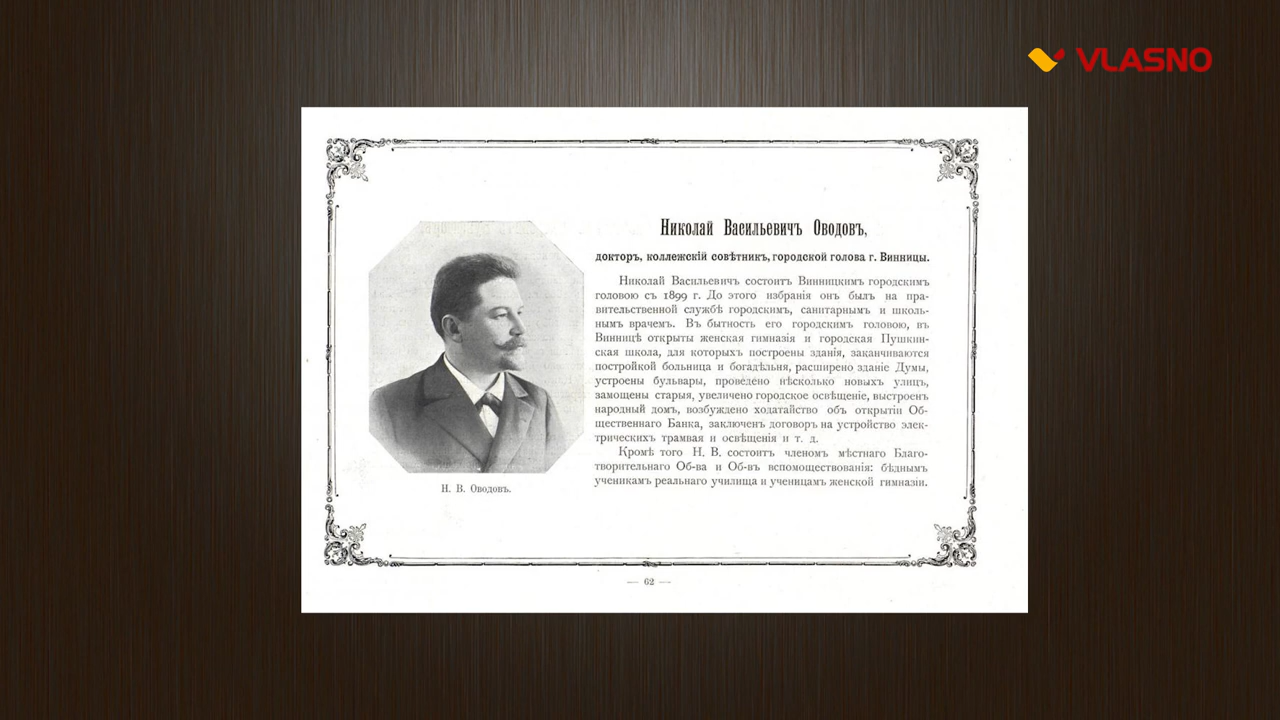 VLASNO
Николай Васильевичъ Оводовъ,
докторъ, коллежскій совѣтникъ, городской голова г. Винницы.
Николай Васильевичъ состоитъ Винницкимъ городскимъ
головою съ 1899 г. До этого избранія онъ былъ на пра-
вительственной службѣ городскимъ, санитарнымъ и школь-
нымъ врачемъ. Въ бытность его городскимъ головою, въ
Винницѣ открыты женская гимназія и городская Пушкин-
ская школа, для которыхъ построены зданія, заканчиваются
постройкой больница и богадѣльня, расширено зданіе Думы,
устроены бульвары, проведено нѣсколько новыхъ улицъ,
замощены старыя, увеличено городское освѣщеніе, выстроенъ
народный домъ, возбуждено ходатайство объ открытіи Об-
щественнаго Банка, заключенъ договоръ на устройство элек-
трическихъ трамвая и освѣщенія и т. д.
Кромѣ того Н. В. состоитъ членомъ мѣстнаго Благо-
творительнаго Об-ва и Об-въ вспомоществованія: бѣднымъ
ученикамъ реальнаго училища и ученицамъ женской гимназіи.
Н. В. Оводовъ.
— 62 —